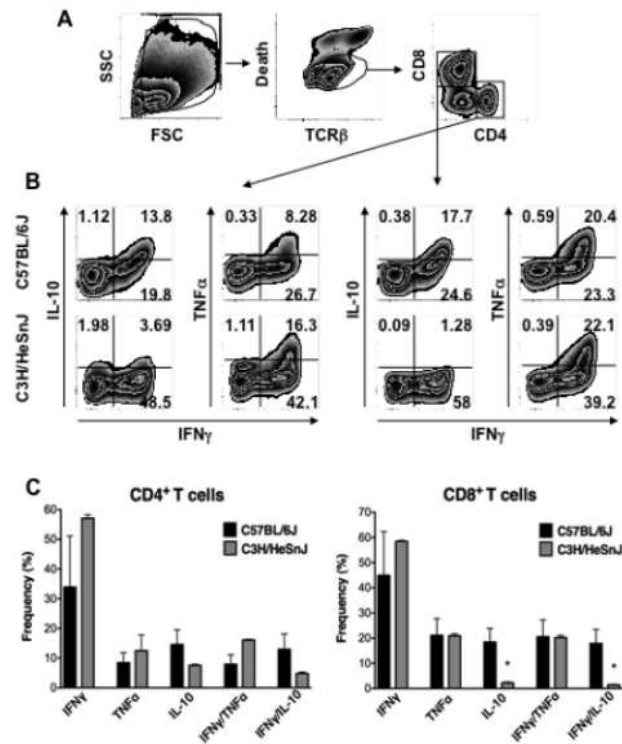 A
SSC
FSC
Death
TCRβ
CD8
CD4
B
C57BL/6J
C3H/HeSnJ
IL-10
1.12 13.8
19.8
1.98 3.69
48.5
TNFα
0.33 8.28
26.7
1.11 16.3
42.1
IL-10
0.38 17.7
24.6
0.09 1.28
58
TNFα
0.59 20.4
23.3
0.39 22.1
39.2
IFNγ
IFNγ
C
CD4+ T cells
Frequency (%)
60
50
40
30
20
10
0
C57BL/6J
C3H/HeSnJ
IFNγ
TNFα
IL-10
IFNγ/TNFα
IFNγ/IL-10
CD8+ T cells
Frequency (%)
70
60
50
40
30
20
10
0
C57BL/6J
C3H/HeSnJ
*
*
IFNγ
TNFα
IL-10
IFNγ/TNFα
IFNγ/IL-10